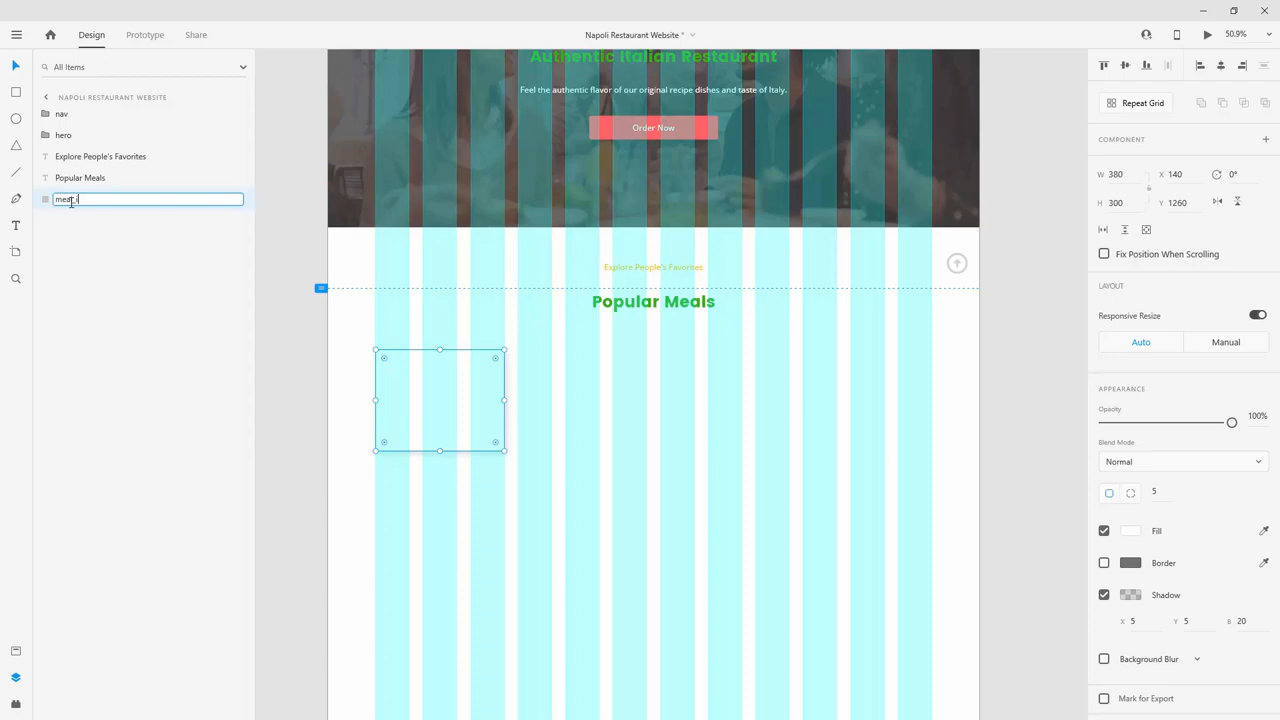 Design
Prototype
Share
Napoli Restaurant Website *
50.9%
All Items
NAPOLI RESTAURANT WEBSITE
nav
hero
Explore People's Favorites
Popular Meals
Authentic Italian Restaurant
Feel the authentic flavor of our original recipe dishes and taste of Italy.
Order Now
Explore People's Favorites
Popular Meals
Repeat Grid
COMPONENT
W 380 X 140 0°
H 300 Y 1260
Fix Position When Scrolling
LAYOUT
Responsive Resize
Auto Manual
APPEARANCE
Opacity
100%
Blend Mode
Normal
5
Fill
Border
Shadow
X 5 Y 5 B 20
Background Blur
Mark for Export